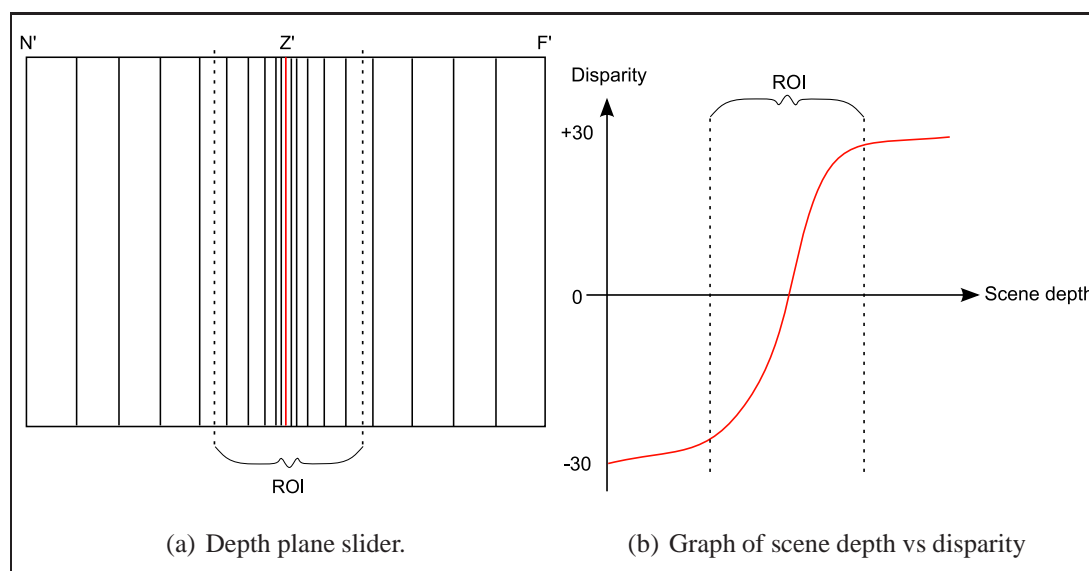 N' Z' F'
ROI
(a) Depth plane slider.
Disparity
ROI
+30
0
Scene depth
-30
(b) Graph of scene depth vs disparity